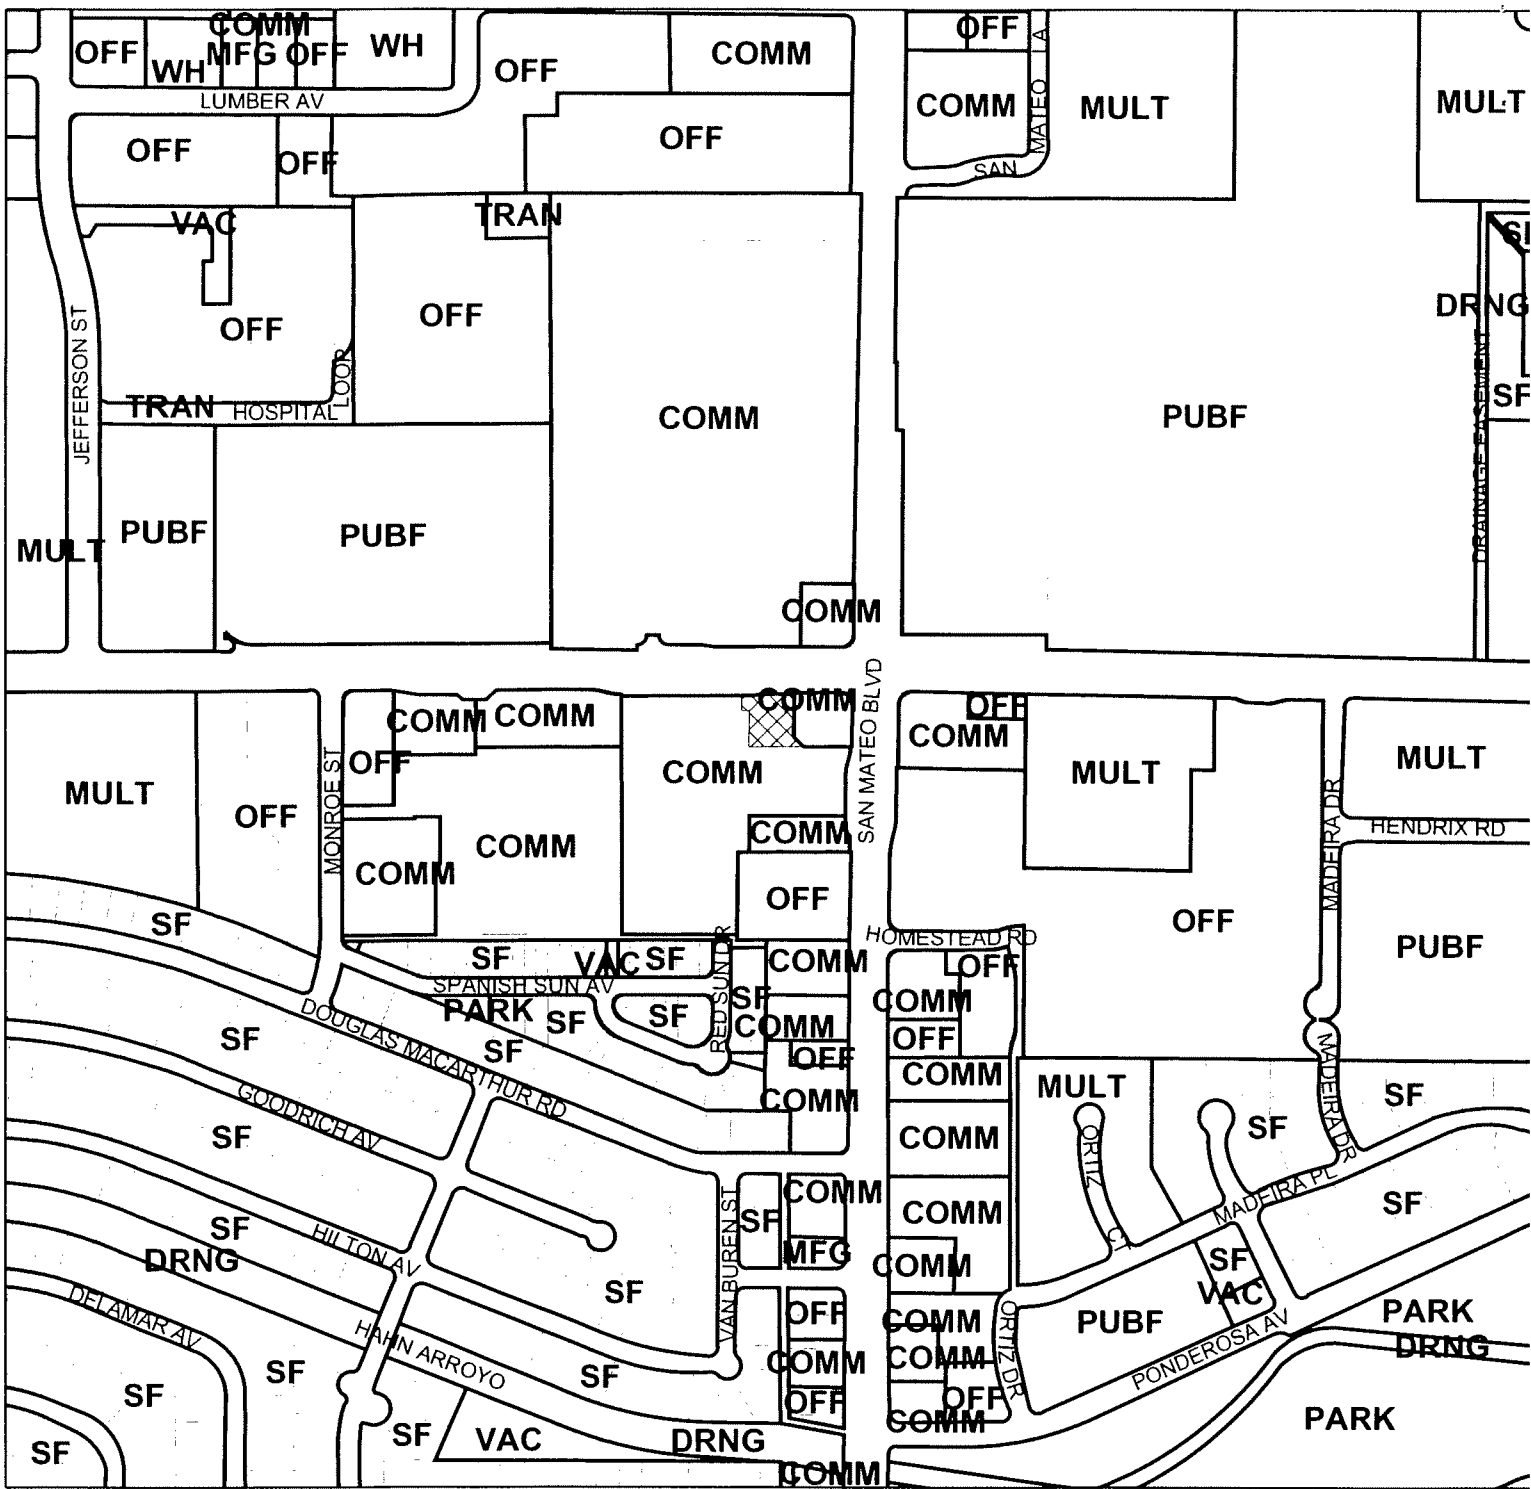 COMM
OFF
WH
MFG
OFF
WH
OFF
COMM
OFF
COMM
MULT
MULT
LUMBER AV
SAN MATEO LA
OFF
OFF
OFF
VAC
TRAN
OFF
OFF
DRNG
JEFFERSON ST
TRAN
HOSPITAL LOOP
COMM
PUBF
SF
DRAINAGE EASEMENT
MULT
PUBF
PUBF
COMM
COMM
COMM
COMM
SAN MATEO BLVD
OFF
COMM
MULT
OFF
MONROE ST
OFF
COMM
MULT
MULT
MADEIRA DR
HENDRIX RD
COMM
COMM
COMM
OFF
OFF
PUBF
SF
HOMESTEAD RD
SF
VAC
SF
RED SUN DR
COMM
OFF
SPANISH SUN AV
PARK
SF
SF
SF
COMM
COMM
OFF
DOUGLAS MACARTHUR RD
SF
SF
OFF
COMM
COMM
MULT
SF
SF
MADEIRA DR
GOODRICH AV
SF
COMM
ORTIZ CT
MADEIRA PL
SF
SF
HILTON AV
DRNG
SF
VAN BUREN ST
COMM
MFG
COMM
COMM
SF
VAC
SF
DELAMAR AV
HAHN ARROYO
OFF
COMM
OFF
COMM
COMM
OFF
COMM
ORTIZ DR
PUBF
PONDEROSA AV
PARK
DRNG
SF
SF
SF
SF
SF
VAC
DRNG
COMM
PARK